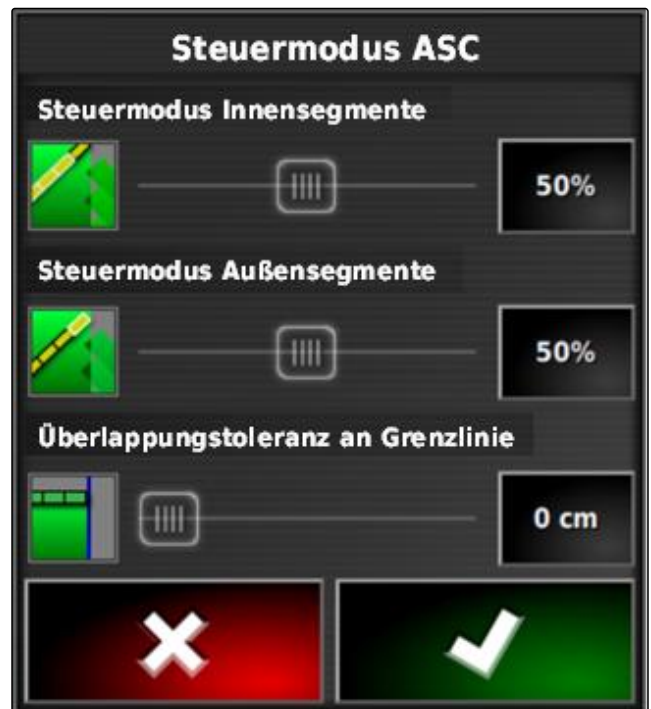 Steuermodus ASC
Steuermodus Innensegmente
50%
Steuermodus Außensegmente
50%
Überlappungstoleranz an Grenzlinie
0 cm